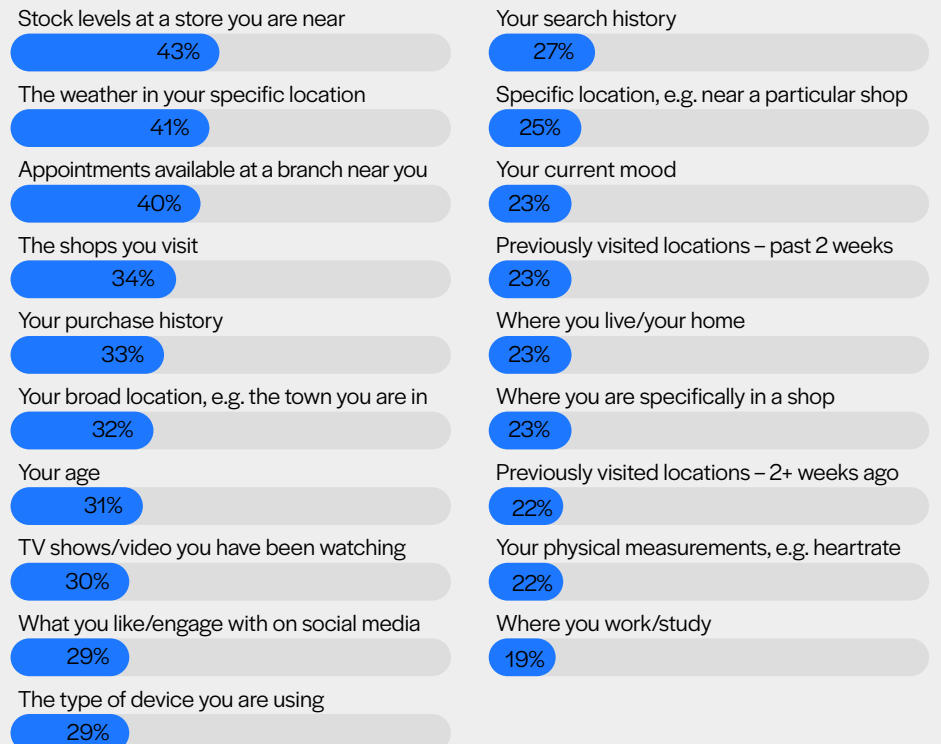 Stock levels at a store you are near
43%
The weather in your specific location
41%
Appointments available at a branch near you
40%
The shops you visit
34%
Your purchase history
33%
Your broad location, e.g. the town you are in
32%
Your age
31%
TV shows/video you have been watching
30%
What you like/engage with on social media
29%
The type of device you are using
29%
Your search history
27%
Specific location, e.g. near a particular shop
25%
Your current mood
23%
Previously visited locations – past 2 weeks
23%
Where you live/your home
23%
Where you are specifically in a shop
23%
Previously visited locations – 2+ weeks ago
22%
Your physical measurements, e.g. heartrate
22%
Where you work/study
19%